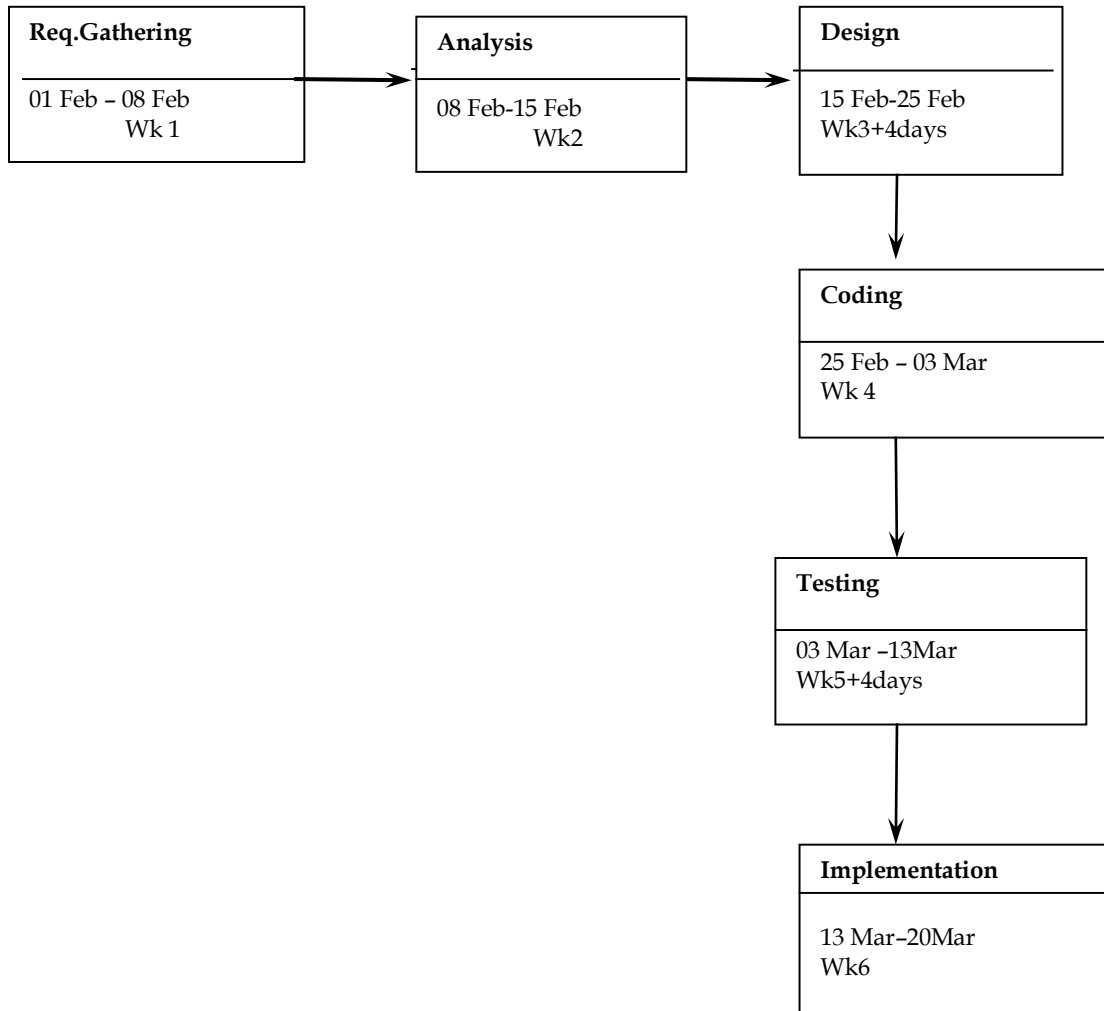 Req.Gathering
01 Feb – 08 Feb
Wk 1
Analysis
08 Feb-15 Feb
Wk2
Design
15 Feb-25 Feb
Wk3+4days
Coding
25 Feb – 03 Mar
Wk 4
Testing
03 Mar –13Mar
Wk5+4days
Implementation
13 Mar–20Mar
Wk6